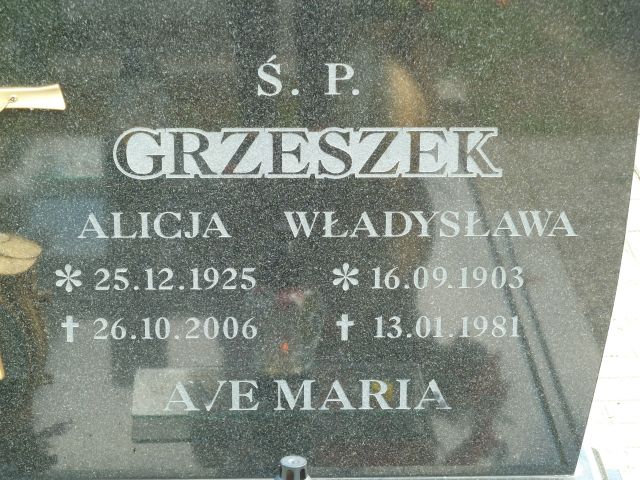 Ś. P.
GRZESZEK
ALICJA WŁADYSŁAWA
* 25.12.1925 * 16.09.1903
† 26.10.2006 † 13.01.1981
AVE MARIA